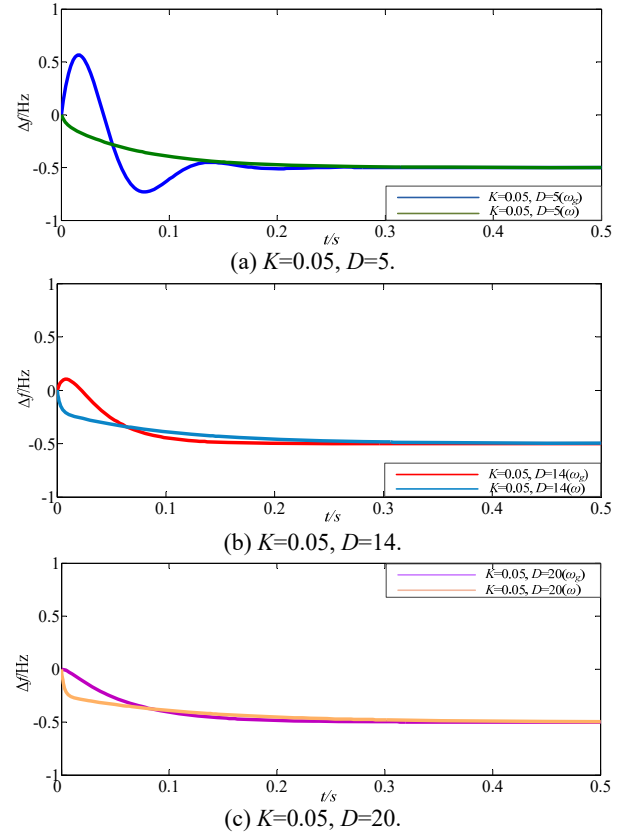 1
0.5
Δf/Hz
0
-0.5
K=0.05, D=5(ωg)
K=0.05, D=5(ω)
-1
0 0.1 0.2 0.3 0.4 0.5
t/s
(a) K=0.05, D=5.
1
0.5
Δf/Hz
0
-0.5
K=0.05, D=14(ωg)
K=0.05, D=14(ω)
-1
0 0.1 0.2 0.3 0.4 0.5
t/s
(b) K=0.05, D=14.
1
K=0.05, D=20(ωg)
K=0.05, D=20(ω)
0.5
Δf/Hz
0
-0.5
-1
0 0.1 0.2 0.3 0.4 0.5
t/s
(c) K=0.05, D=20.